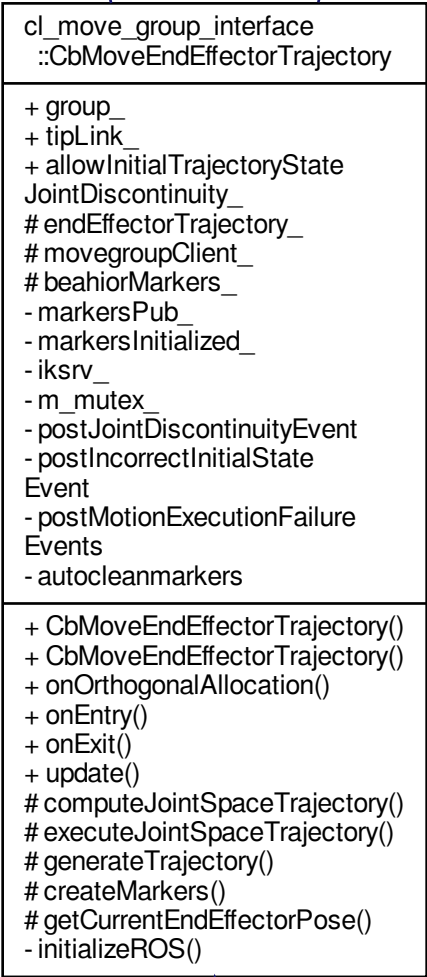 cl_move_group_interface
::CbMoveEndEffectorTrajectory
+ group_
+ tipLink_
+ allowInitialTrajectoryState
JointDiscontinuity_
# endEffectorTrajectory_
# movegroupClient_
# beahiorMarkers_
- markersPub_
- markersInitialized_
- iksrv_
- m_mutex_
- postJointDiscontinuityEvent
- postIncorrectInitialState
Event
- postMotionExecutionFailure
Events
- autocleanmarkers
+ CbMoveEndEffectorTrajectory()
+ CbMoveEndEffectorTrajectory()
+ onOrthogonalAllocation()
+ onEntry()
+ onExit()
+ update()
# computeJointSpaceTrajectory()
# executeJointSpaceTrajectory()
# generateTrajectory()
# createMarkers()
# getCurrentEndEffectorPose()
- initializeROS()